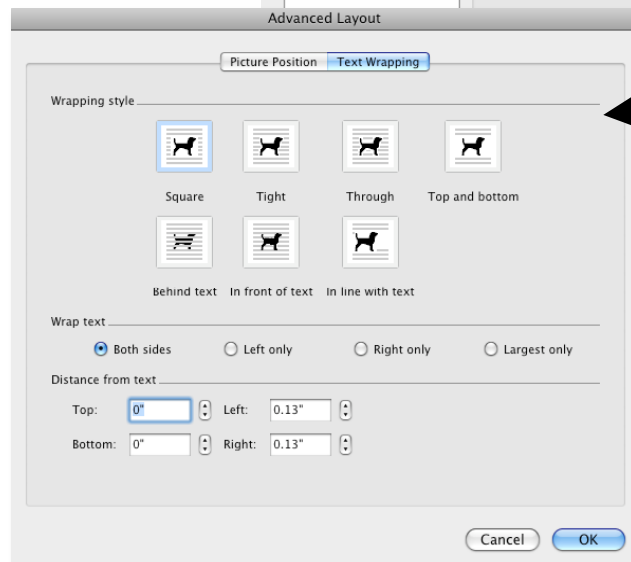 Advanced Layout
Picture Position Text Wrapping
Wrapping style
Square Tight Through Top and bottom
Behind text In front of text In line with text
Wrap text
Both sides Left only Right only Largest only
Distance from text
Top: 0" Left: 0.13"
Bottom: 0" Right: 0.13"
Cancel OK